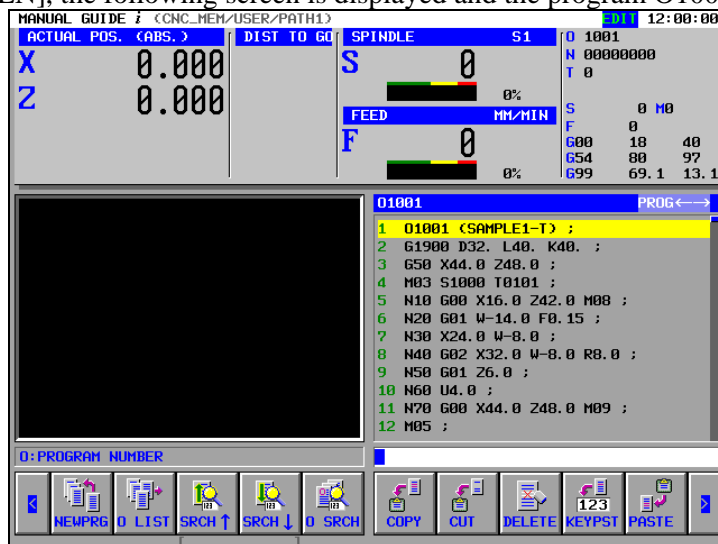 EN], the following screen is displayed and the program O100
MANUAL GUIDE i (CNC_MEM/USER/PATH1) EDIT 12:00:00
ACTUAL POS. (ABS.) DIST TO GO SPINDLE S1 O 1001
N 00000000
T 0
X 0.000 S 0
Z 0.000 0%
S 0 M0
FEED MM/MIN F 0
F 0 G00 18 40
G54 80 97
0% G99 69.1 13.1
O1001 PROG←→
1 O1001 (SAMPLE1-T) ;
2 G1900 D32. L40. K40. ;
3 G50 X44.0 Z48.0 ;
4 M03 S1000 T0101 ;
5 N10 G00 X16.0 Z42.0 M08 ;
6 N20 G01 W-14.0 F0.15 ;
7 N30 X24.0 W-8.0 ;
8 N40 G02 X32.0 W-8.0 R8.0 ;
9 N50 G01 Z6.0 ;
10 N60 U4.0 ;
11 N70 G00 X44.0 Z48.0 M09 ;
12 M05 ;
O:PROGRAM NUMBER
< NEWPRG O LIST SRCH↑ SRCH↓ O SRCH COPY CUT DELETE KEYPST PASTE >